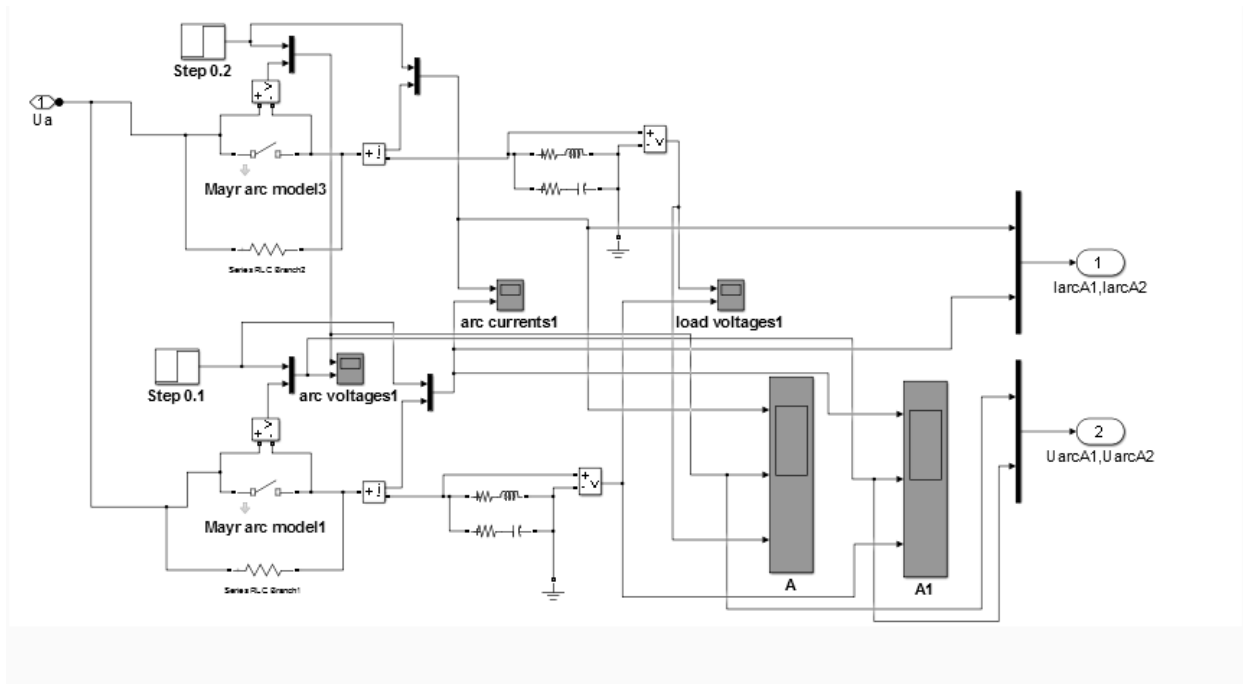 Step 0.2
1
Ua
+ v -
+ i
+ v -
Mayr arc model3
Series RLC Branch2
arc currents1
load voltages1
1
IarcA1,IarcA2
Step 0.1
arc voltages1
+ v -
Mayr arc model1
+ i
+ v -
Series RLC Branch1
A
A1
2
UarcA1,UarcA2